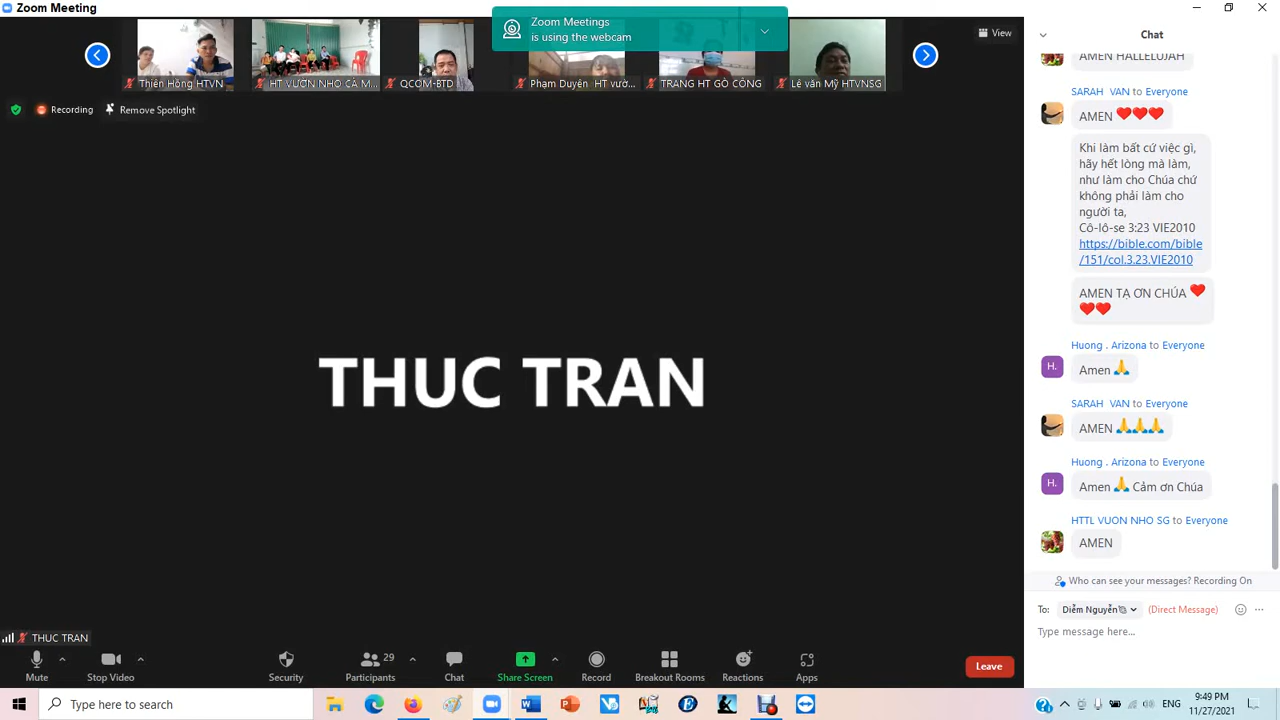 Zoom Meeting
Zoom Meetings
is using the webcam
View
Thiên Hồng HTVN
HT VƯỜN NHO CÀ M...
QCOM-BTD
Phạm Duyên HT vườ...
TRANG HT GÒ CÔNG
Lê văn Mỹ HTVNSG
Recording
Remove Spotlight
THUC TRAN
THUC TRAN
Mute
Stop Video
Security
29
Participants
Chat
Share Screen
Record
Breakout Rooms
Reactions
Apps
Leave
Chat
AMEN HALLELUJAH
SARAH VAN to Everyone
AMEN ❤❤❤
Khi làm bất cứ việc gì,
hãy hết lòng mà làm,
như làm cho Chúa chứ
không phải làm cho
người ta,
Cô-lô-se 3:23 VIE2010
https://bible.com/bible
/151/col.3.23.VIE2010
AMEN TẠ ƠN CHÚA ❤
❤❤
Huong . Arizona to Everyone
H.
Amen 🙏
SARAH VAN to Everyone
AMEN 🙏🙏🙏
Huong . Arizona to Everyone
H.
Amen 🙏 Cảm ơn Chúa
HTTL VUON NHO SG to Everyone
AMEN
Who can see your messages? Recording On
To: Diễm Nguyễn (Direct Message)
Type message here...
Type here to search
ENG
9:49 PM
11/27/2021